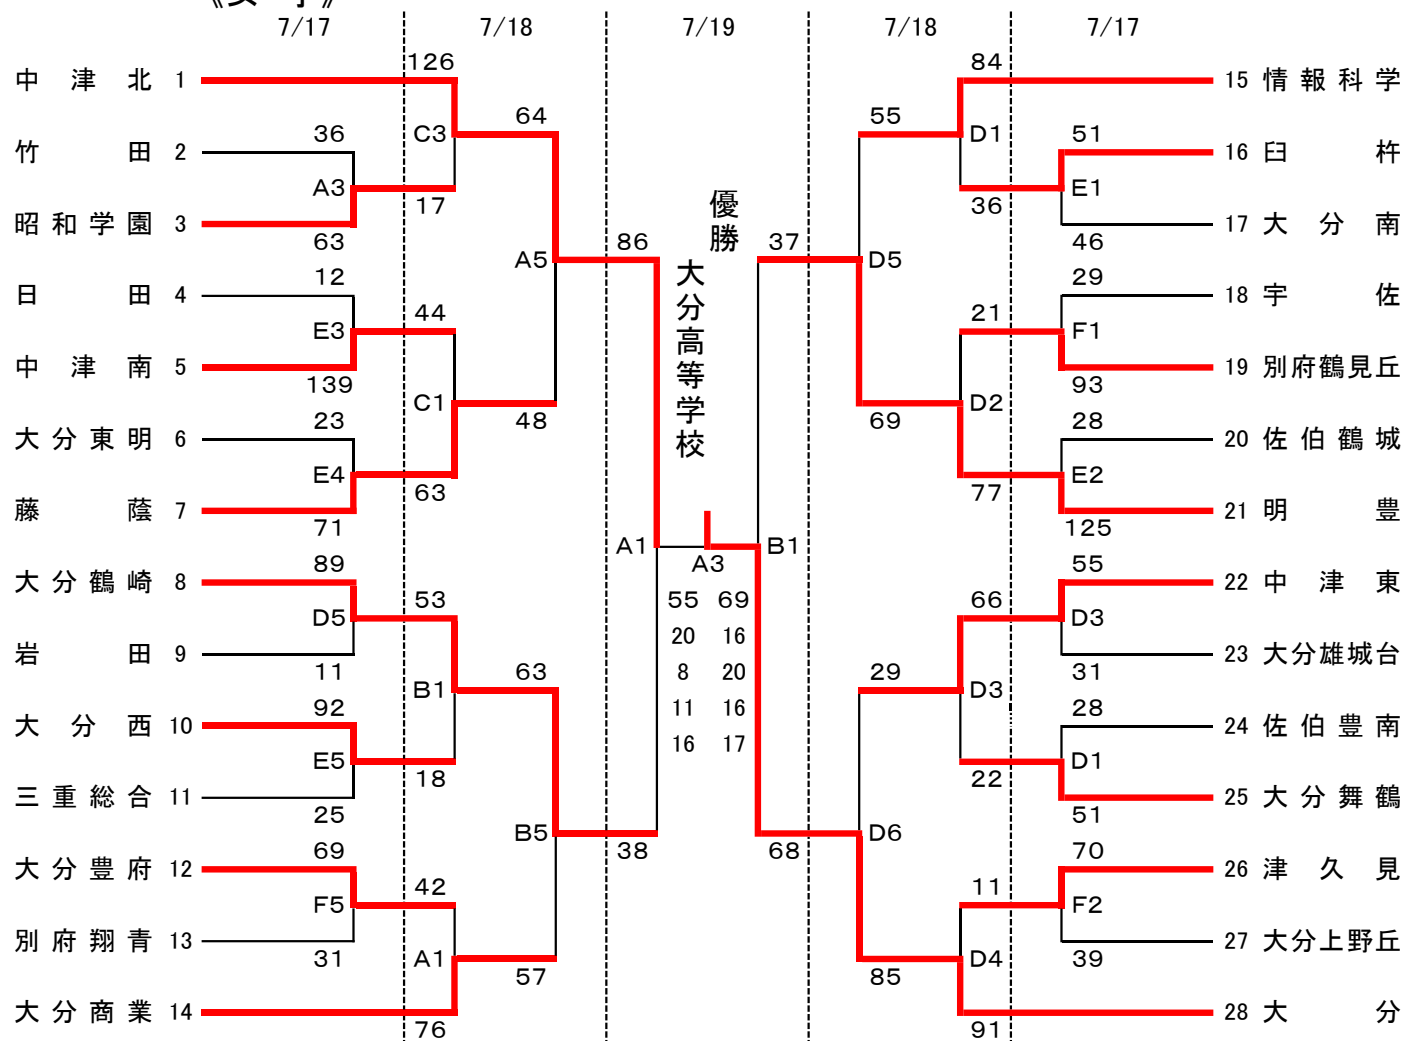 《女 子》
7/17 7/18 7/19 7/18 7/17
126 84
中津北 1 15 情報科学
36 C3 64 55 D1 51
竹田 2 16 臼杵
A3 E1
17 36
昭和学園 3 17 大分南
63 A5 86 優勝 37 D5 46
12 29
日田 4 18 宇佐
E3 44 21 F1
中津南 5 19 別府鶴見丘
139 C1 48 大分高等学校 69 D2 93
23 28
大分東明 6 20 佐伯鶴城
E4 63 77 E2
藤蔭 7 21 明豊
71 A1 A3 B1 125
89 55
大分鶴崎 8 22 中津東
D5 53 55 69 66 D3
20 16
岩田 9 23 大分雄城台
11 B1 63 8 20 29 D3 31
92 11 16 28
大分西 10 24 佐伯豊南
16 17
E5 18 22 D1
三重総合 11 25 大分舞鶴
25 B5 38 68 D6 51
69 70
大分豊府 12 26 津久見
F5 42 11 F2
別府翔青 13 27 大分上野丘
31 A1 57 85 D4 39
大分商業 14 28 大分
76 91